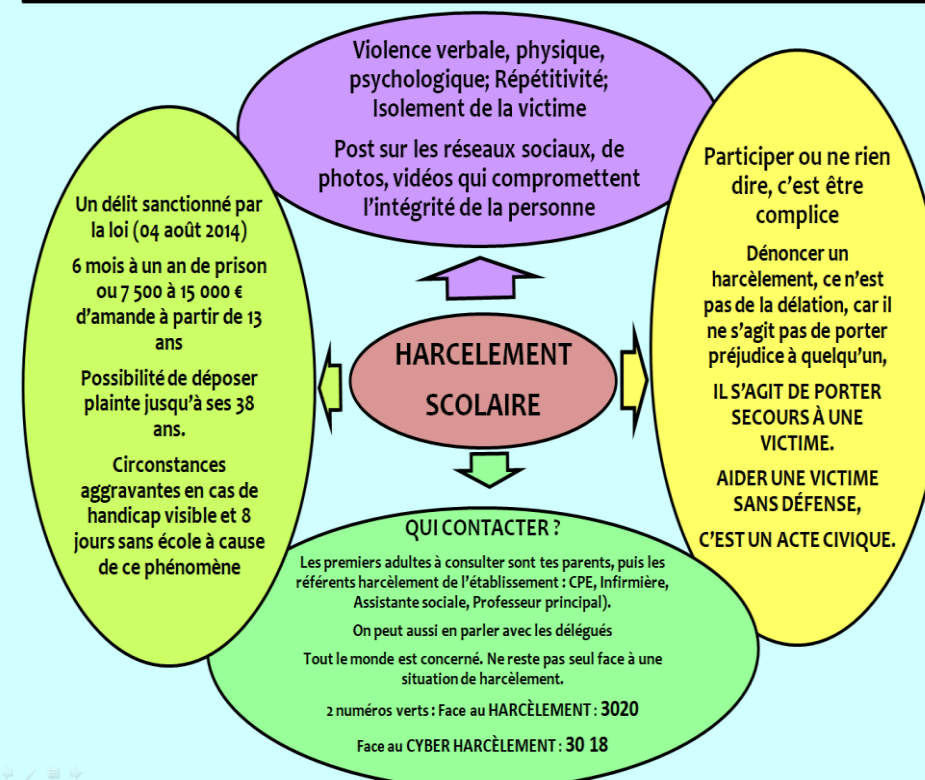 Violence verbale, physique,
psychologique; Répétitivité;
Isolement de la victime
Post sur les réseaux sociaux, de
photos, vidéos qui compromettent
l'intégrité de la personne
Un délit sanctionné par
la loi (04 août 2014)
6 mois à un an de prison
ou 7 500 à 15 000 €
d'amande à partir de 13
ans
Possibilité de déposer
plainte jusqu'à ses 38
ans.
Circonstances
aggravantes en cas de
handicap visible et 8
jours sans école à cause
de ce phénomène
HARCELEMENT
SCOLAIRE
Participer ou ne rien
dire, c'est être
complice
Dénoncer un
harcèlement, ce n'est
pas de la délation, car il
ne s'agit pas de porter
préjudice à quelqu'un,
IL S'AGIT DE PORTER
SECOURS À UNE
VICTIME.
AIDER UNE VICTIME
SANS DÉFENSE,
C'EST UN ACTE CIVIQUE.
QUI CONTACTER ?
Les premiers adultes à consulter sont tes parents, puis les
référents harcèlement de l'établissement : CPE, Infirmière,
Assistante sociale, Professeur principal).
On peut aussi en parler avec les délégués
Tout le monde est concerné. Ne reste pas seul face à une
situation de harcèlement.
2 numéros verts : Face au HARCÈLEMENT : 3020
Face au CYBER HARCÈLEMENT : 30 18